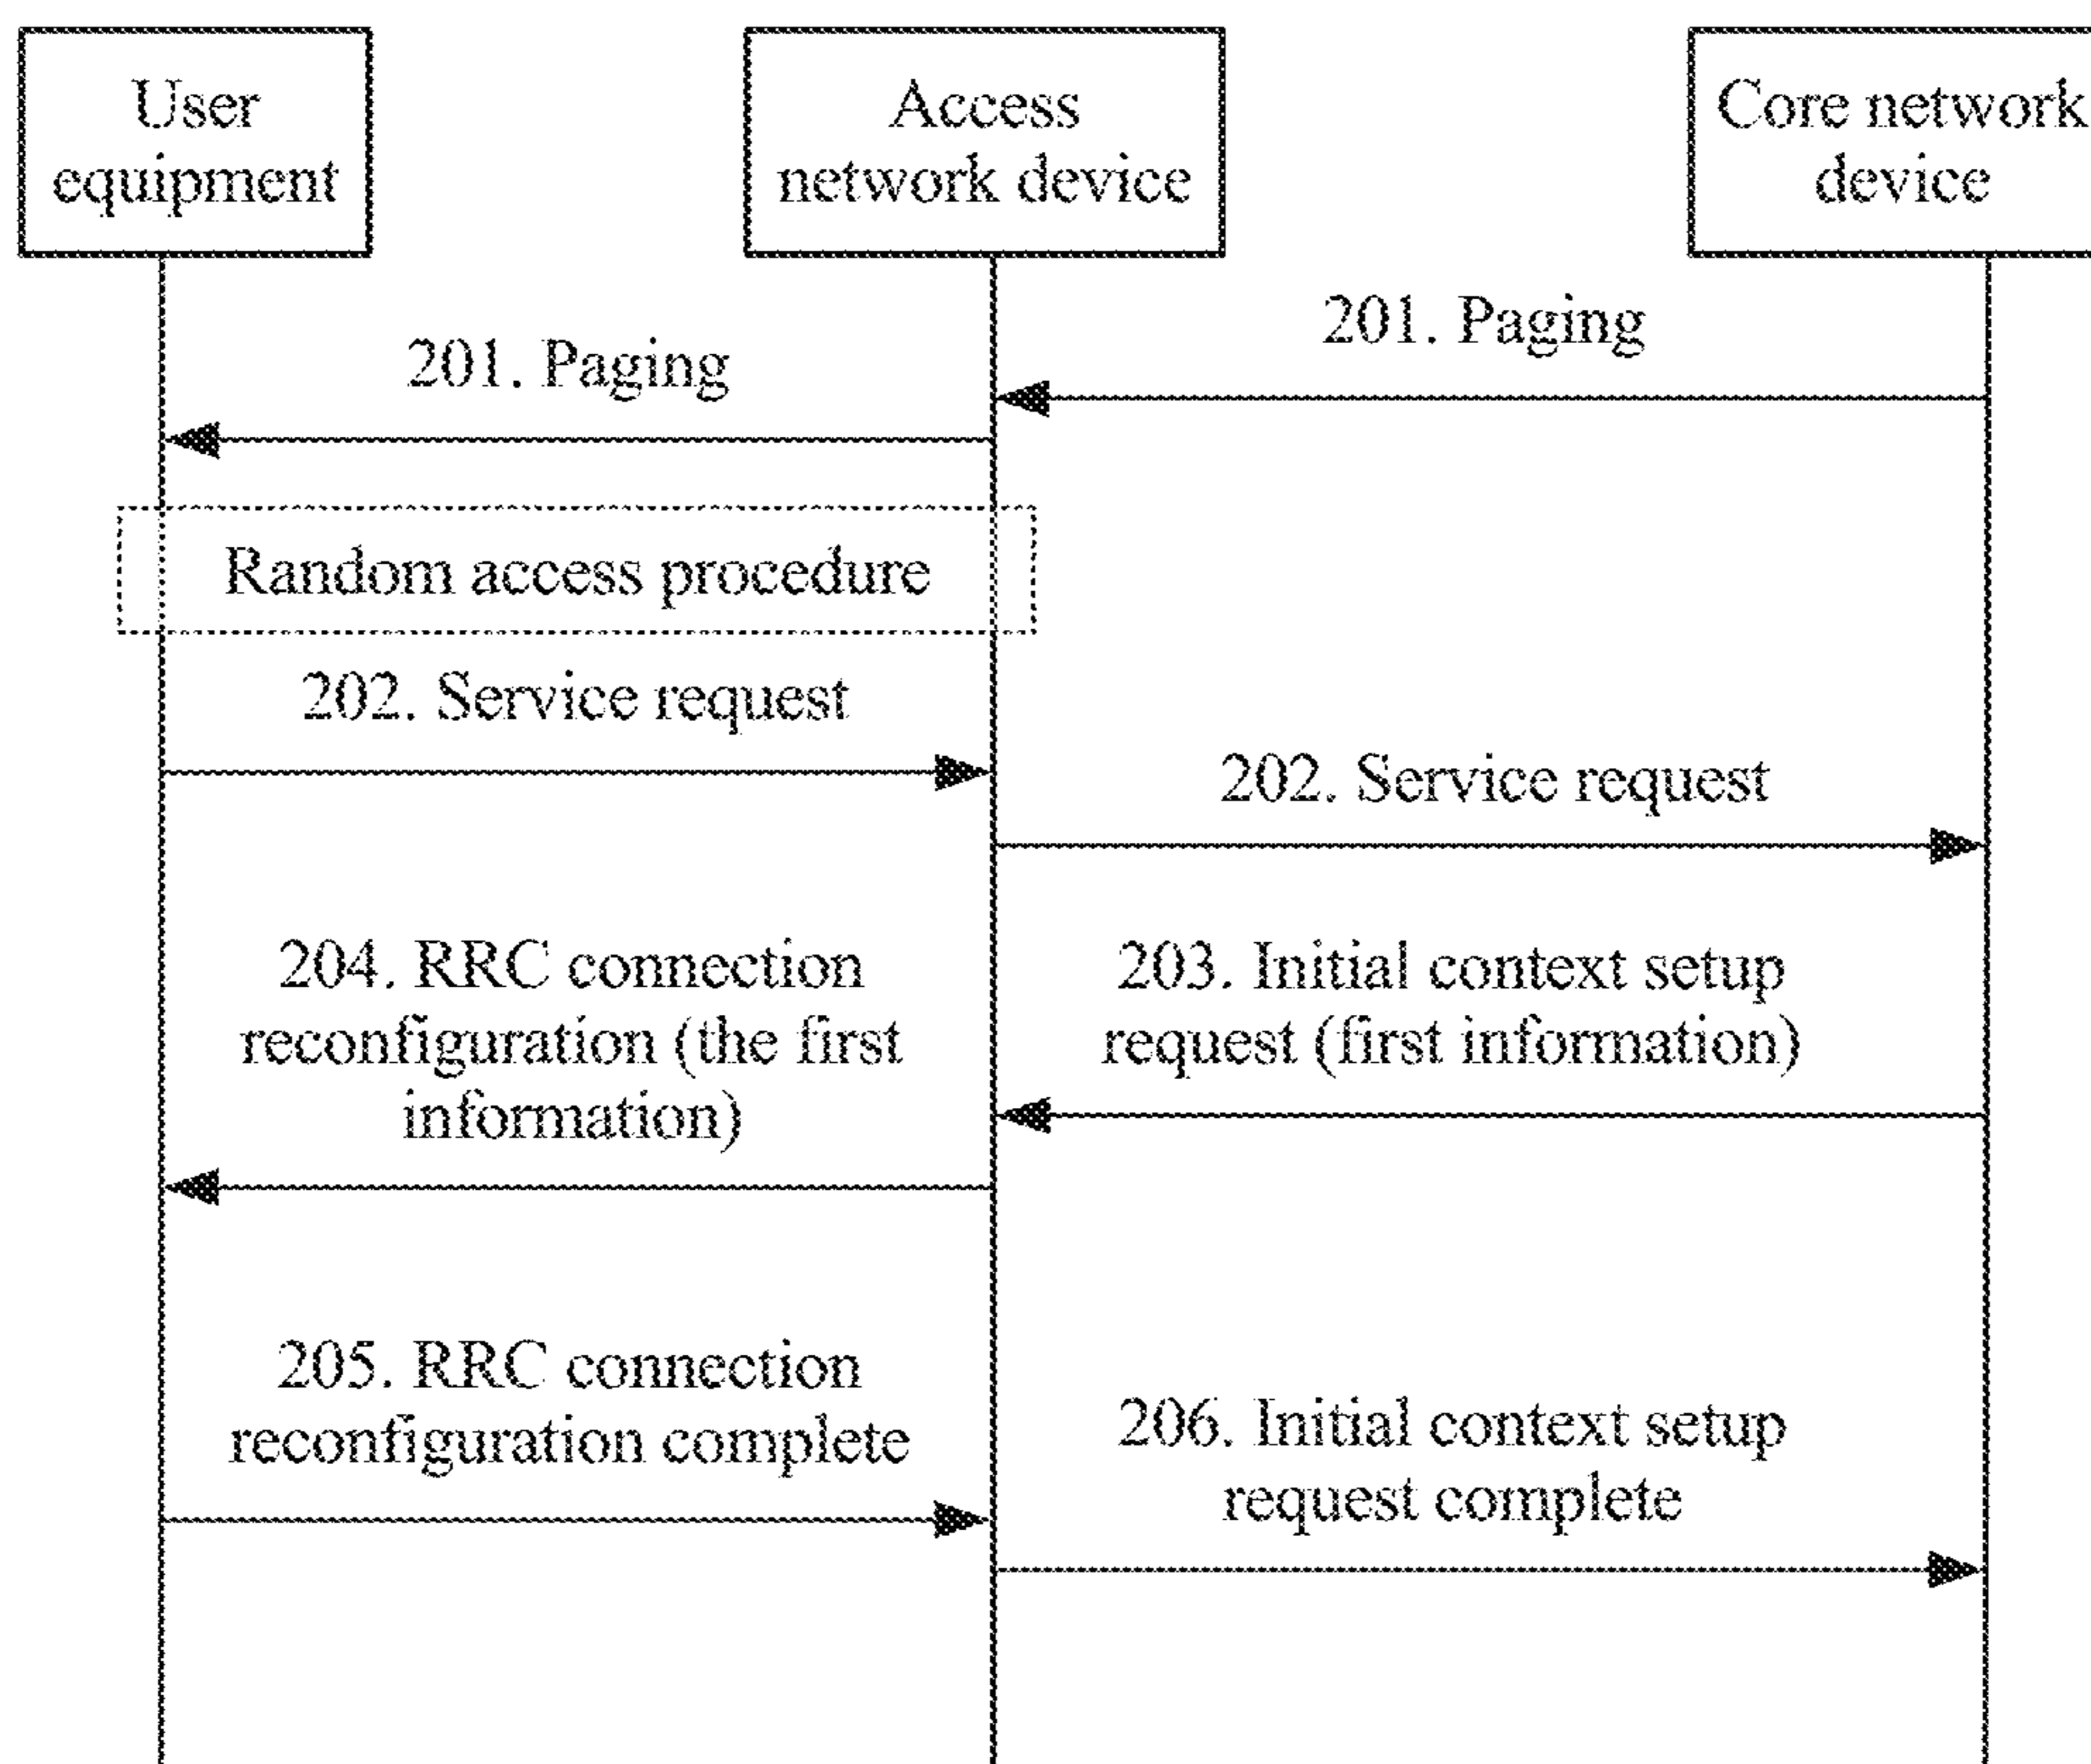 User
equipment
Access
network device
Core network
device
201. Paging
201. Paging
Random access procedure
202. Service request
202. Service request
204. RRC connection
reconfiguration (the first
information)
203. Initial context setup
request (first information)
205. RRC connection
reconfiguration complete
206. Initial context setup
request complete